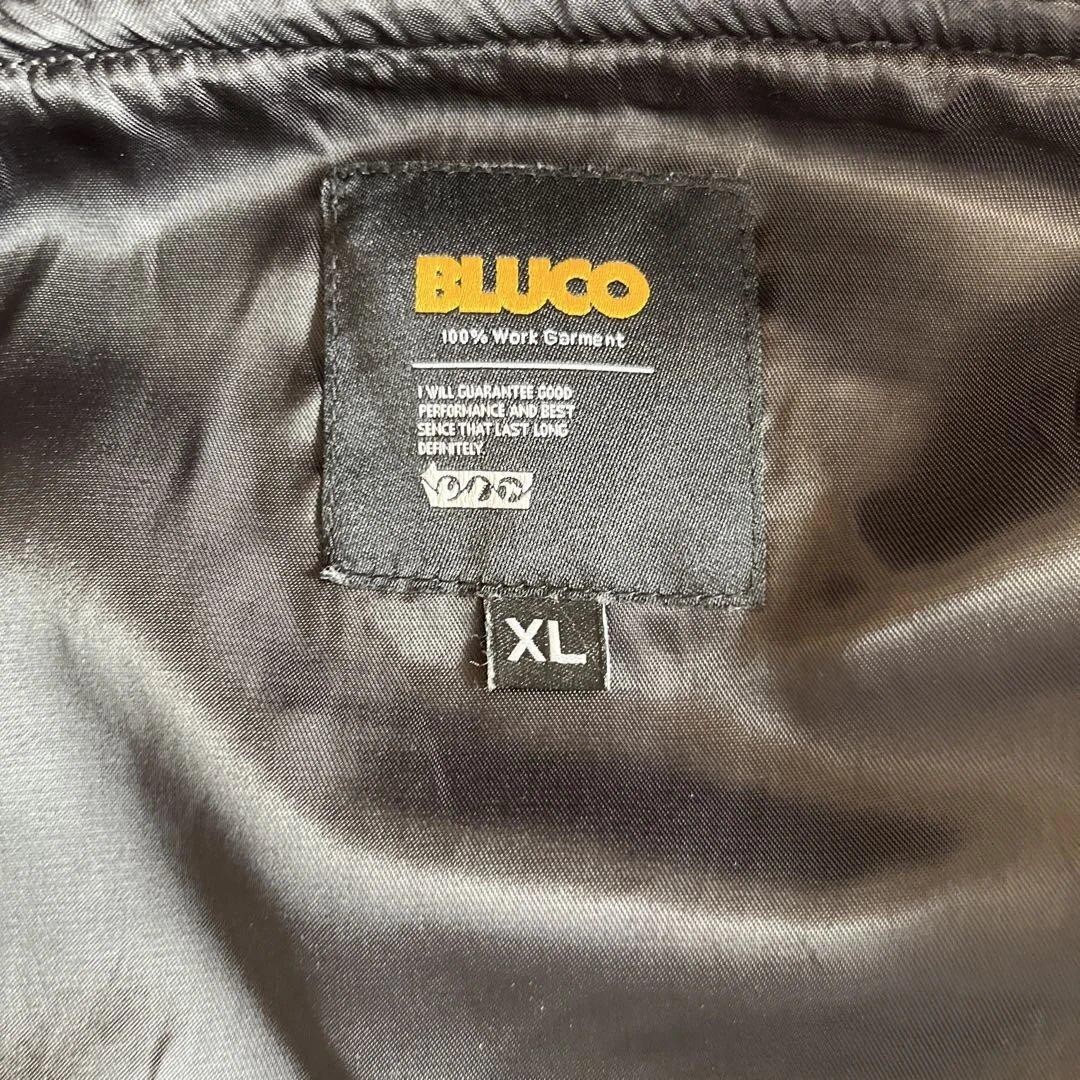 BLUCO
100% Work Garment
I WILL GUARANTEE GOOD
PERFORMANCE AND BEST
SENCE THAT LAST LONG
DEFINITELY.
XL